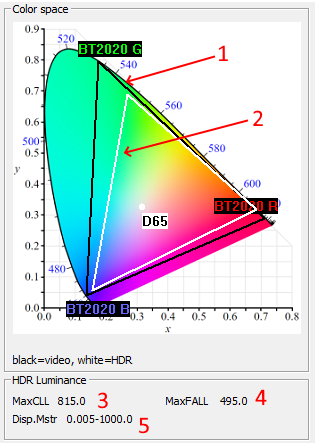 Color space
0.9
0.8
0.7
0.6
0.5
0.4
0.3
0.2
0.1
0.0
y
520
BT2020 G
540
1
560
2
500
580
600
BT2020 R
D65
480
BT2020 B
0.0 0.1 0.2 0.3 0.4 0.5 0.6 0.7 0.8
x
black=video, white=HDR
HDR Luminance
MaxCLL 815.0 3 MaxFALL 495.0 4
Disp.Mstr 0.005-1000.0 5